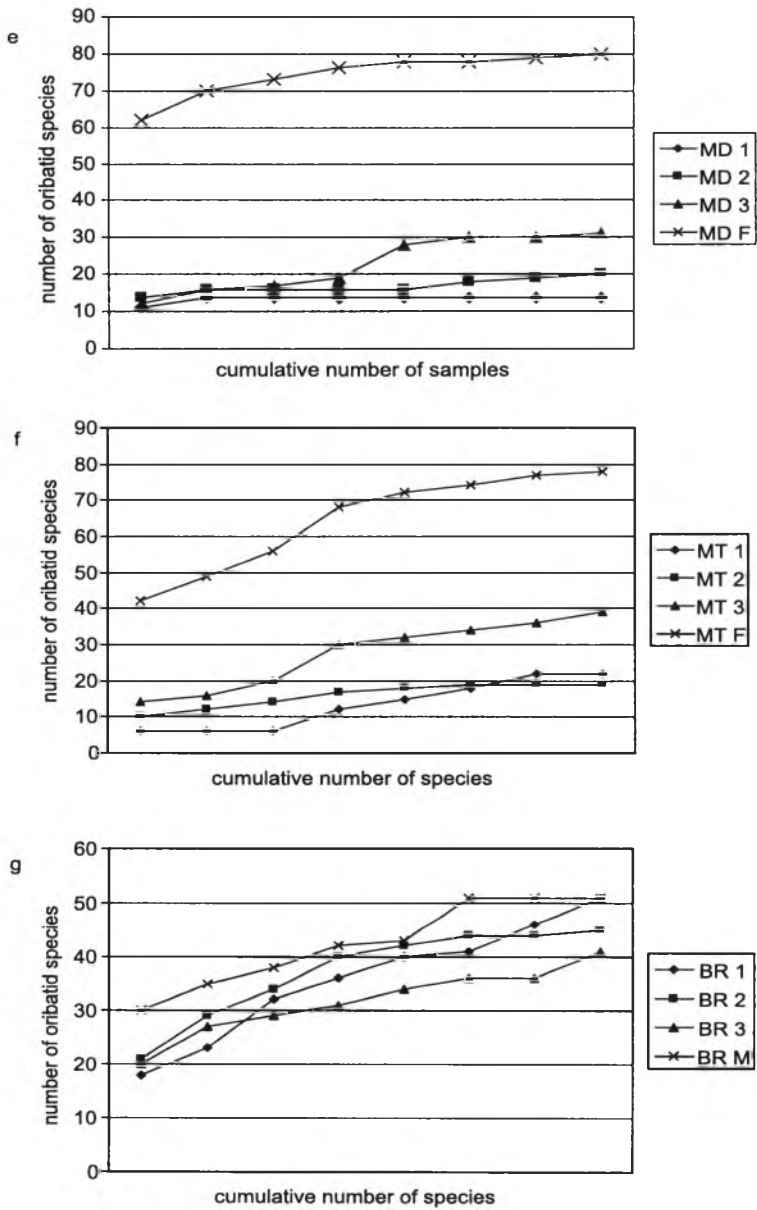 e
number of oribatid species
90
80
70
60
50
40
30
20
10
0
cumulative number of samples
MD 1
MD 2
MD 3
MD F
f
number of oribatid species
90
80
70
60
50
40
30
20
10
0
cumulative number of species
MT 1
MT 2
MT 3
MT F
g
number of oribatid species
60
50
40
30
20
10
0
cumulative number of species
BR 1
BR 2
BR 3
BR M